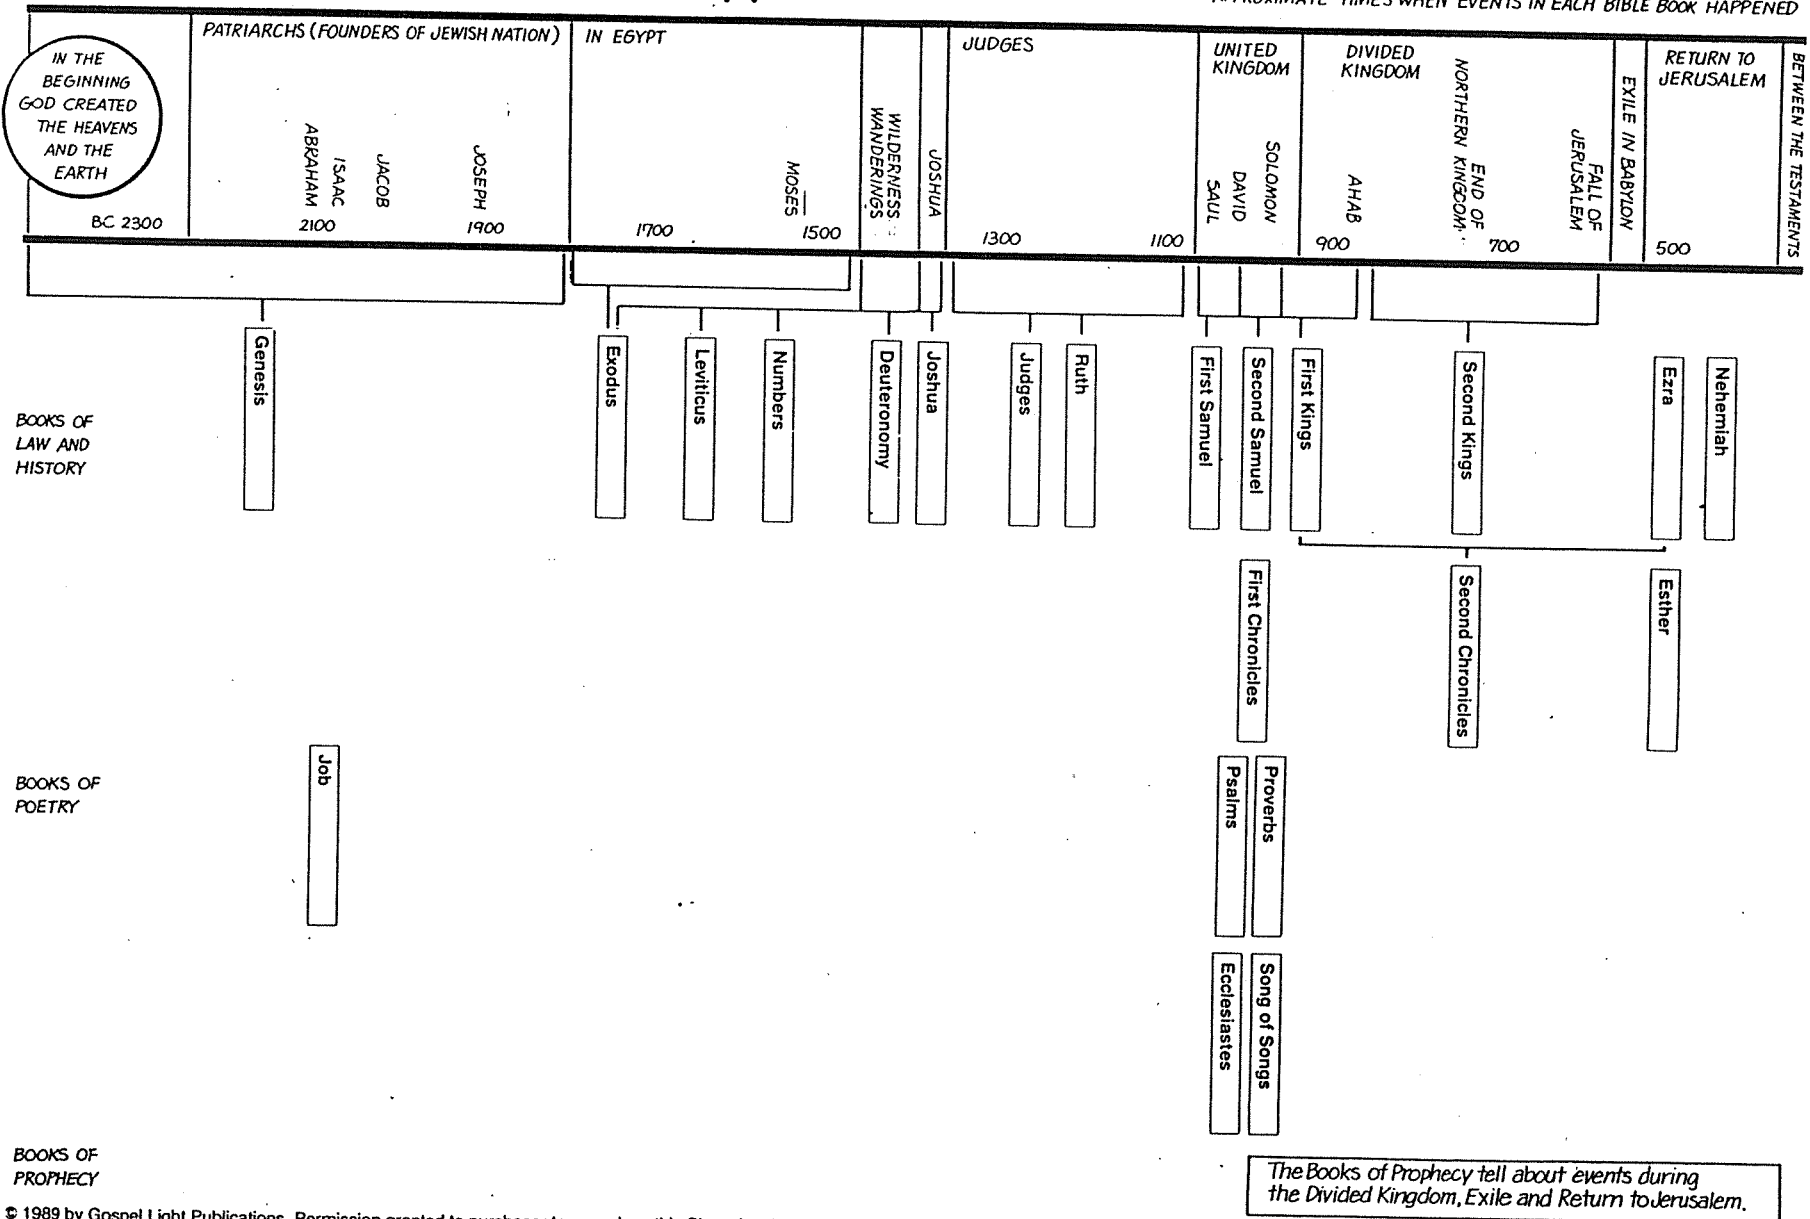 APPROXIMATE TIMES WHEN EVENTS IN EACH BIBLE BOOK HAPPENED
IN THE
BEGINNING
GOD CREATED
THE HEAVENS
AND THE
EARTH
BC 2300
PATRIARCHS (FOUNDERS OF JEWISH NATION)
ABRAHAM
ISAAC
JACOB
JOSEPH
2100
1900
IN EGYPT
MOSES
1700
1500
WILDERNESS
WANDERINGS
JOSHUA
JUDGES
1300
1100
UNITED
KINGDOM
SAUL
DAVID
SOLOMON
DIVIDED
KINGDOM
AHAB
END OF
NORTHERN KINGDOM
FALL OF
JERUSALEM
900
700
EXILE IN BABYLON
RETURN TO
JERUSALEM
500
BETWEEN THE TESTAMENTS
BOOKS OF
LAW AND
HISTORY
Genesis
Exodus
Leviticus
Numbers
Deuteronomy
Joshua
Judges
Ruth
First Samuel
Second Samuel
First Kings
Second Kings
Ezra
Nehemiah
First Chronicles
Second Chronicles
Esther
BOOKS OF
POETRY
Job
Psalms
Proverbs
Ecclesiastes
Song of Songs
BOOKS OF
PROPHECY
The Books of Prophecy tell about events during
the Divided Kingdom, Exile and Return to Jerusalem.
© 1989 by Gospel Light Publications. Permission granted to